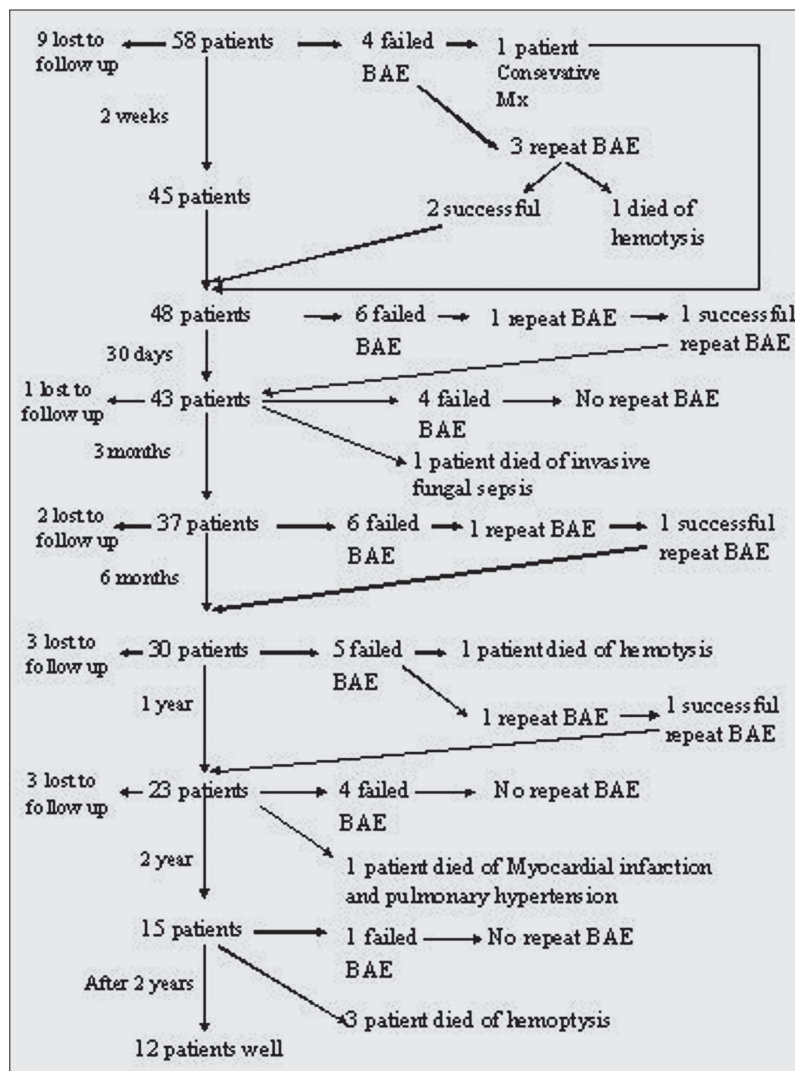 9 lost to
follow up
58 patients
4 failed
BAE
1 patient
Consevative
Mx
2 weeks
3 repeat BAE
45 patients
2 successful
1 died of
hemotysis
48 patients
6 failed
BAE
1 repeat BAE
1 successful
repeat BAE
30 days
1 lost to
follow up
43 patients
4 failed
BAE
No repeat BAE
3 months
1 patient died of invasive
fungal sepsis
2 lost to
follow up
37 patients
6 failed
BAE
1 repeat BAE
1 successful
repeat BAE
6 months
3 lost to
follow up
30 patients
5 failed
BAE
1 patient died of hemotysis
1 year
1 repeat BAE
1 successful
repeat BAE
3 lost to
follow up
23 patients
4 failed
BAE
No repeat BAE
2 year
1 patient died of Myocardial infarction
and pulmonary hypertension
15 patients
1 failed
BAE
No repeat BAE
After 2 years
3 patient died of hemoptysis
12 patients well